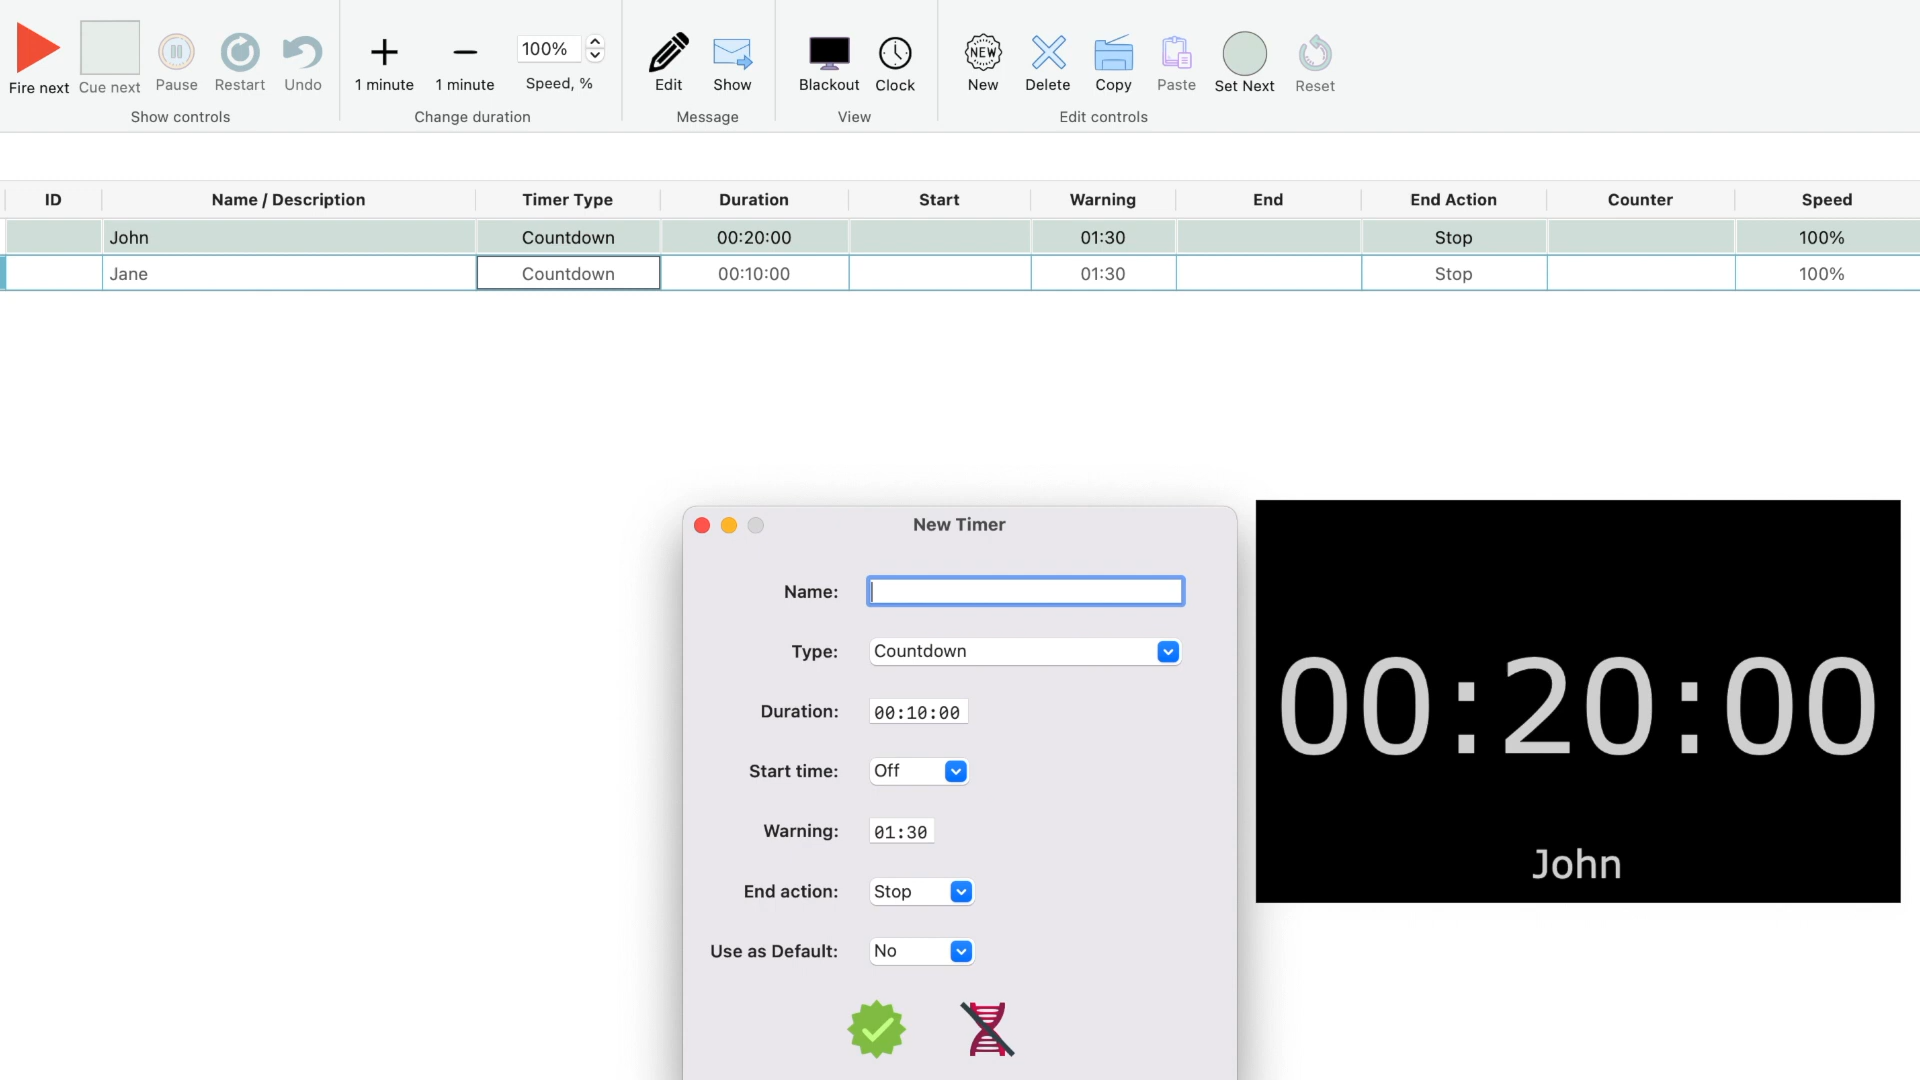 Fire next Cue next Pause Restart Undo
Show controls
1 minute 1 minute 100% Speed, %
Change duration
Edit Show
Message
Blackout Clock
View
NEW
New Delete Copy Paste Set Next Reset
Edit controls
ID Name / Description Timer Type Duration Start Warning End End Action Counter Speed
John Countdown 00:20:00 01:30 Stop 100%
Jane Countdown 00:10:00 01:30 Stop 100%
New Timer
Name:
Type: Countdown
Duration: 00:10:00
Start time: Off
Warning: 01:30
End action: Stop
Use as Default: No
00:20:00
John